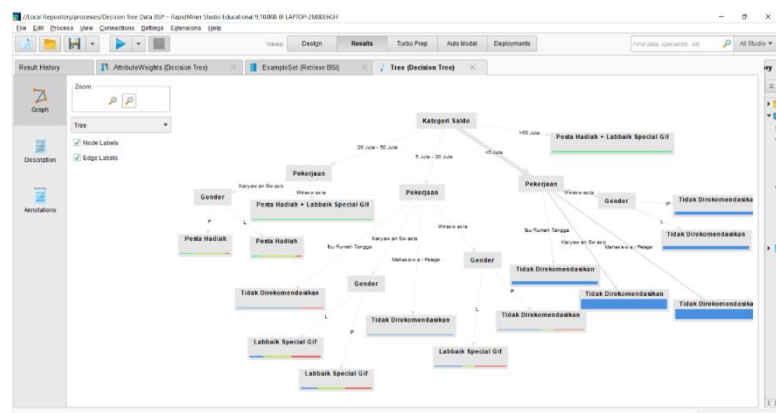 //Local Repository/processes/Decision Tree Data BSI* – RapidMiner Studio Educational 9.10.008 @ LAPTOP-2M80E6GH
File Edit Process View Connections Settings Extensions Help
Views: Design Results Turbo Prep Auto Model Deployments
Find data, operators...etc All Studio
Result History AttributeWeights (Decision Tree) ExampleSet (Retrieve BSI) Tree (Decision Tree)
Graph
Description
Annotations
Zoom
Tree
Node Labels
Edge Labels
Kategori Saldo
>50 Juta
20 Juta - 50 Juta
5 Juta - 20 Juta
<5 Juta
Pesta Hadiah + Labbaik Special Gif
Pekerjaan
Karyawan Swasta
Wiraswasta
Gender
Pesta Hadiah + Labbaik Special Gif
P
L
Pesta Hadiah
Pesta Hadiah
Pekerjaan
Ibu Rumah Tangga
Karyawan Swasta
Mahasiswa / Pelajar
Wiraswasta
Tidak Direkomendasikan
Gender
L
P
Labbaik Special Gif
Labbaik Special Gif
Tidak Direkomendasikan
Gender
L
P
Labbaik Special Gif
Tidak Direkomendasikan
Pekerjaan
Ibu Rumah Tangga
Karyawan Swasta
Mahasiswa / Pelajar
Wiraswasta
Tidak Direkomendasikan
Tidak Direkomendasikan
Tidak Direkomendasika
Gender
P
L
Tidak Direkomendasika
Tidak Direkomendasikan